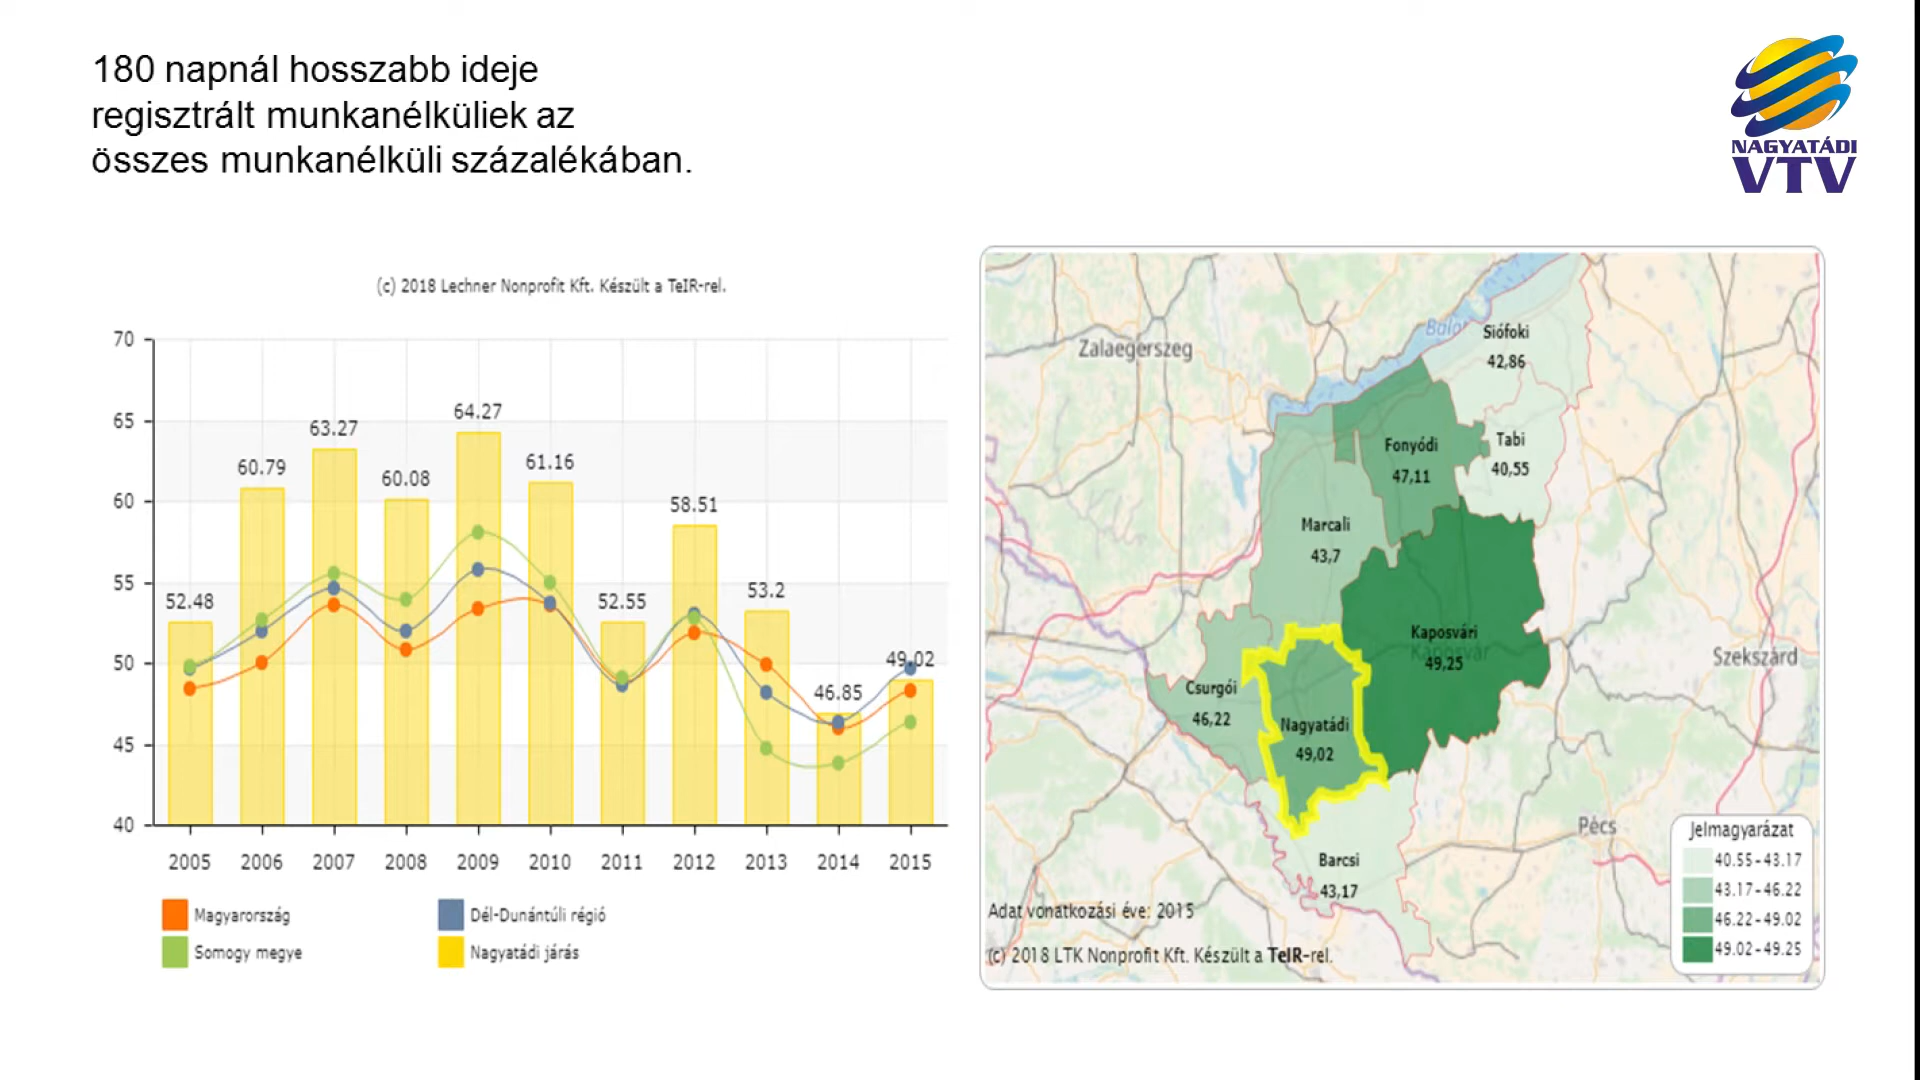 180 napnál hosszabb ideje
regisztrált munkanélküliek az
összes munkanélküli százalékában.
NAGYATÁDI
VTV
(c) 2018 Lechner Nonprofit Kft. Készült a TeIR-rel.
70
65
60
55
50
45
40
52.48
60.79
63.27
60.08
64.27
61.16
52.55
58.51
53.2
46.85
49.02
2005 2006 2007 2008 2009 2010 2011 2012 2013 2014 2015
Magyarország
Dél-Dunántúli régió
Somogy megye
Nagyatádi járás
Zalaegerszeg
Balat
Siófoki
42,86
Fonyódi
47,11
Tabi
40,55
Marcali
43,7
Kaposvári
Kaposvár
49,25
Szekszárd
Csurgói
46,22
Nagyatádi
49,02
Pécs
Barcsi
43,17
Adat vonatkozási éve: 2015
(c) 2018 LTK Nonprofit Kft. Készült a TeIR-rel.
Jelmagyarázat
40.55-43.17
43.17-46.22
46.22-49.02
49.02-49.25